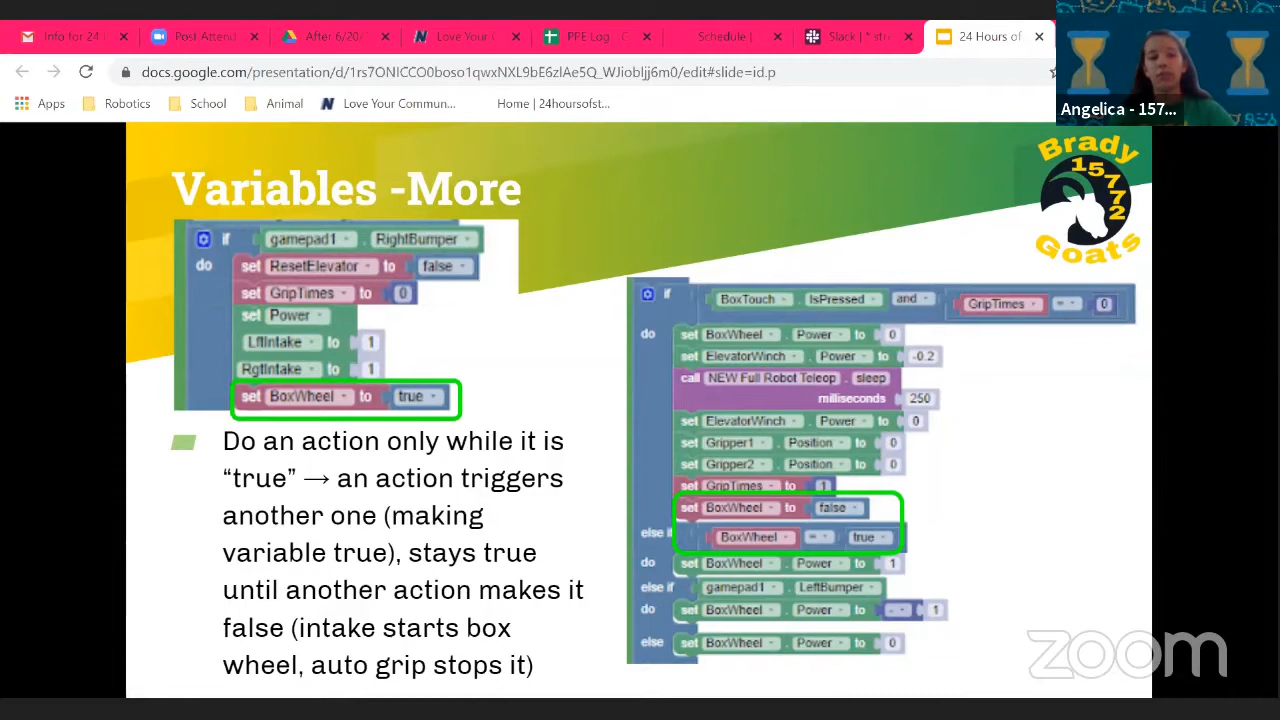 Info for 24
Post Attend
After 6/20/
Love Your
PFE Log
Schedule |
Slack | * str
24 Hours of
docs.google.com/presentation/d/1rs7ONICCO0boso1qwxNXL9bE6zlAe5Q_WJiobljj6m0/edit#slide=id.p
Apps Robotics School Animal Love Your Commun... Home | 24hoursofst...
Angelica - 157...
Brady
15772
Goats
Variables -More
if gamepad1 . RightBumper
do set ResetElevator to false
set GripTimes to 0
set Power
LftIntake to 1
RgtIntake to 1
set BoxWheel to true
Do an action only while it is
“true” → an action triggers
another one (making
variable true), stays true
until another action makes it
false (intake starts box
wheel, auto grip stops it)
if BoxTouch . IsPressed and GripTimes = 0
do set BoxWheel . Power to 0
set ElevatorWinch . Power to -0.2
call NEW Full Robot Teleop . sleep
milliseconds 250
set ElevatorWinch . Power to 0
set Gripper1 . Position to 0
set Gripper2 . Position to 0
set GripTimes to 1
set BoxWheel to false
else if BoxWheel = true
do set BoxWheel . Power to 1
else if gamepad1 . LeftBumper
do set BoxWheel . Power to - 1
else set BoxWheel . Power to 0
zoom